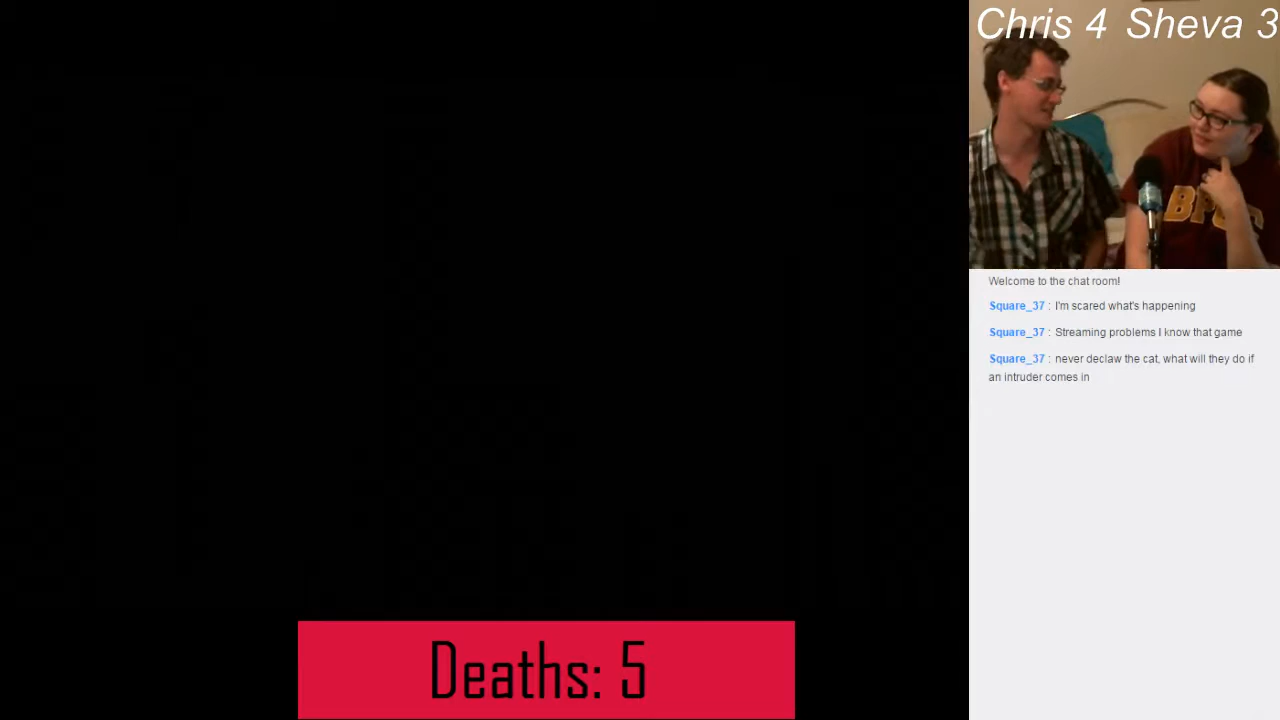 Chris 4 Sheva 3
Welcome to the chat room!
Square_37 : I'm scared what's happening
Square_37 : Streaming problems I know that game
Square_37 : never declaw the cat, what will they do if
an intruder comes in
Deaths: 5